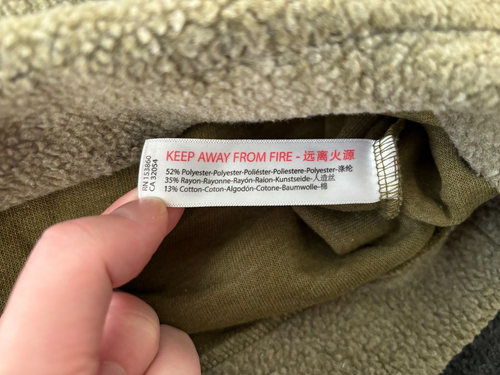 KEEP AWAY FROM FIRE - 远离火源
52% Polyester-Polyester-Poliéster-Poliestere-Polyester-涤纶
35% Rayon-Rayonne-Rayón-Raion-Kunstseide-人造丝
13% Cotton-Coton-Algodón-Cotone-Baumwolle-棉
RN 153860
CA 32054